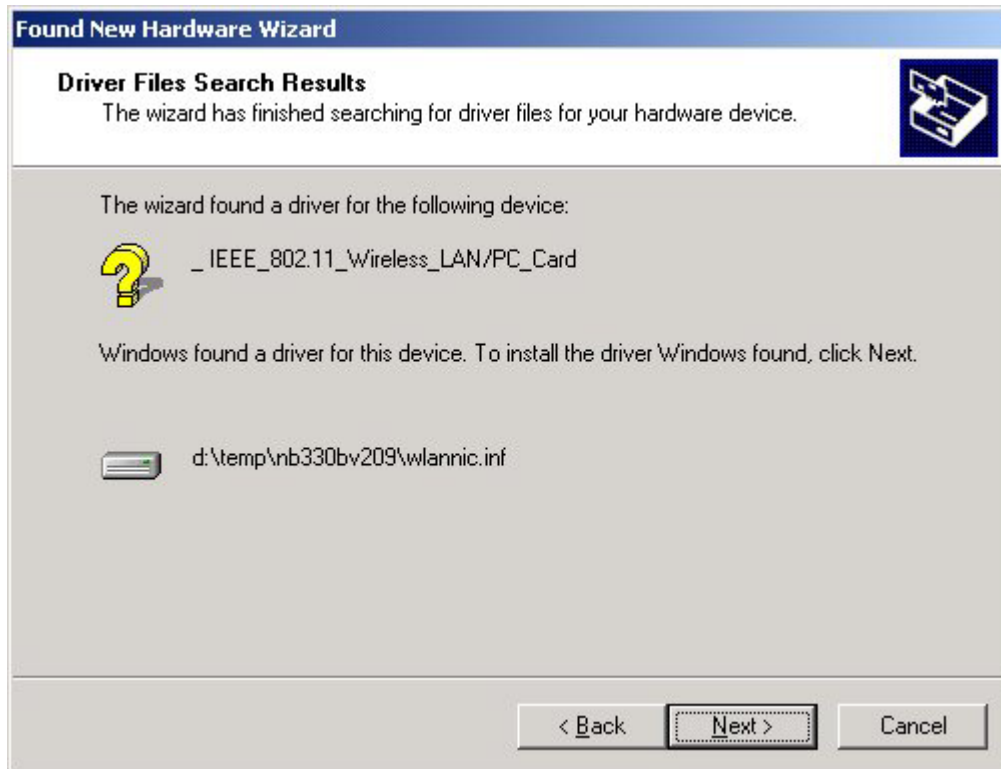 Found New Hardware Wizard
Driver Files Search Results
The wizard has finished searching for driver files for your hardware device.
The wizard found a driver for the following device:
_ IEEE_802.11_Wireless_LAN/PC_Card
Windows found a driver for this device. To install the driver Windows found, click Next.
d:\temp\nb330bv209\wlannic.inf
< Back
Next >
Cancel